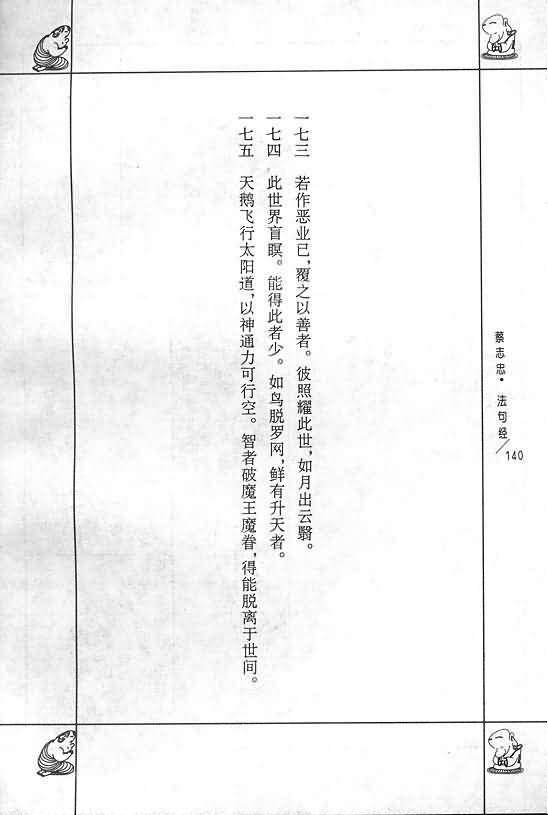 一七三　若作恶业已，覆之以善者。彼照耀此世，如月出云翳。
一七四　此世界盲瞑。能得此者少。如鸟脱罗网，鲜有升天者。
一七五　天鹅飞行太阳道，以神通力可行空。智者破魔王魔眷，得能脱离于世间。
蔡志忠·法句经/140